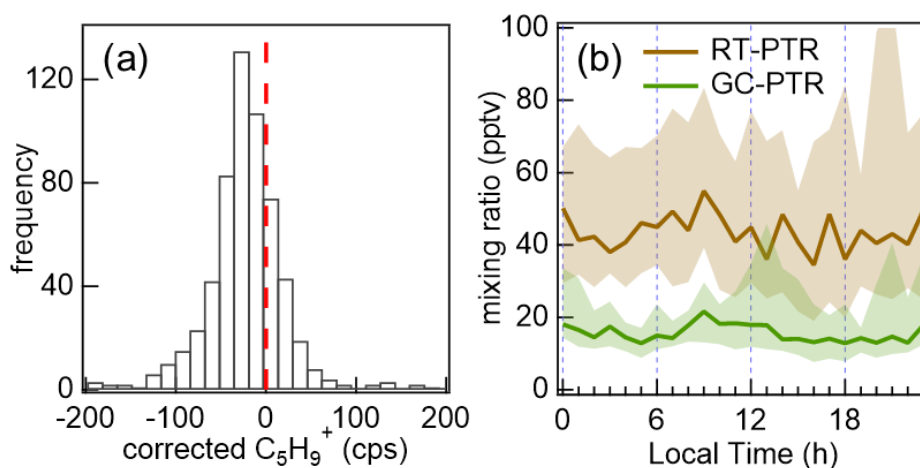 (a)
frequency
120
80
40
0
-200 -100 0 100 200
corrected C₅H₉⁺ (cps)
(b)
RT-PTR
GC-PTR
mixing ratio (pptv)
100
80
60
40
20
0
0 6 12 18
Local Time (h)